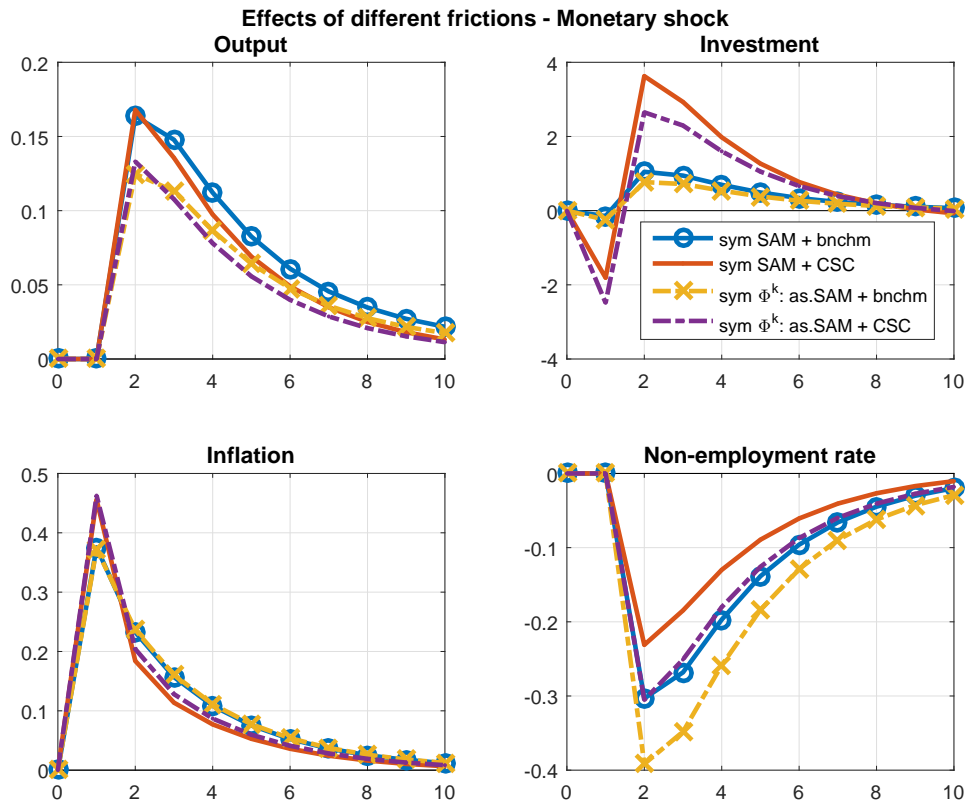 Effects of different frictions - Monetary shock
Output
0.2
0.15
0.1
0.05
0
0 2 4 6 8 10
Investment
4
2
0
-2
-4
0 2 4 6 8 10
sym SAM + bnchm
sym SAM + CSC
sym Φᵏ: as.SAM + bnchm
sym Φᵏ: as.SAM + CSC
Inflation
0.5
0.4
0.3
0.2
0.1
0
0 2 4 6 8 10
Non-employment rate
0
-0.1
-0.2
-0.3
-0.4
0 2 4 6 8 10